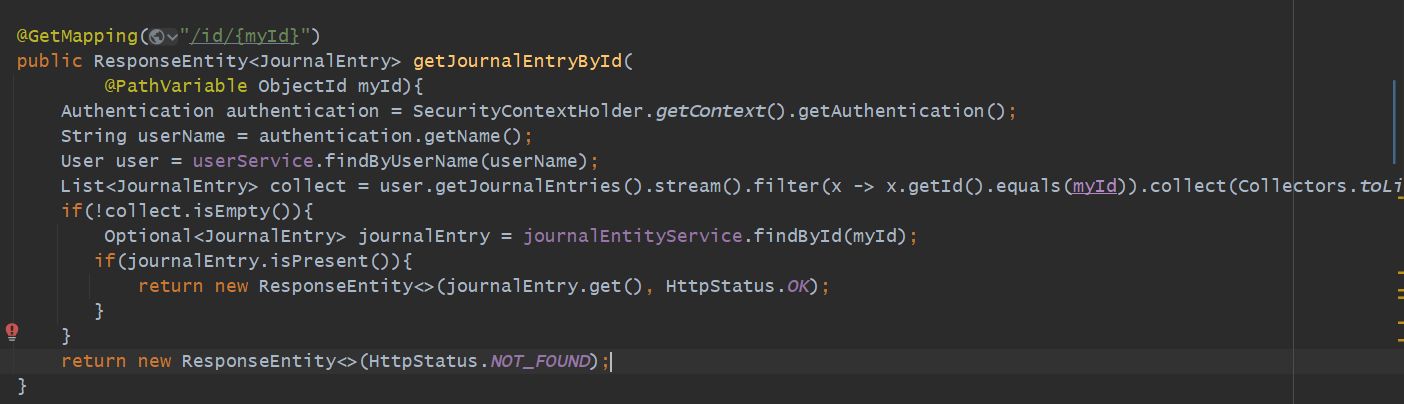 @GetMapping("/id/{myId}")
public ResponseEntity<JournalEntry> getJournalEntryById(
@PathVariable ObjectId myId){
Authentication authentication = SecurityContextHolder.getContext().getAuthentication();
String userName = authentication.getName();
User user = userService.findByUserName(userName);
List<JournalEntry> collect = user.getJournalEntries().stream().filter(x -> x.getId().equals(myId)).collect(Collectors.toLi
if(!collect.isEmpty()){
Optional<JournalEntry> journalEntry = journalEntityService.findById(myId);
if(journalEntry.isPresent()){
return new ResponseEntity<>(journalEntry.get(), HttpStatus.OK);
}
}
return new ResponseEntity<>(HttpStatus.NOT_FOUND);
}